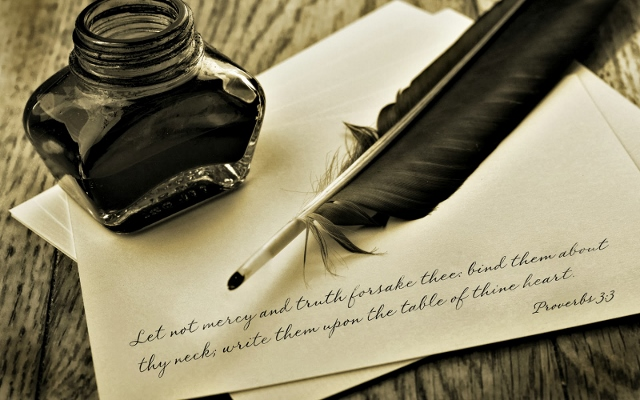 Let not mercy and truth forsake thee: bind them about
thy neck; write them upon the table of thine heart.
Proverbs 3:3